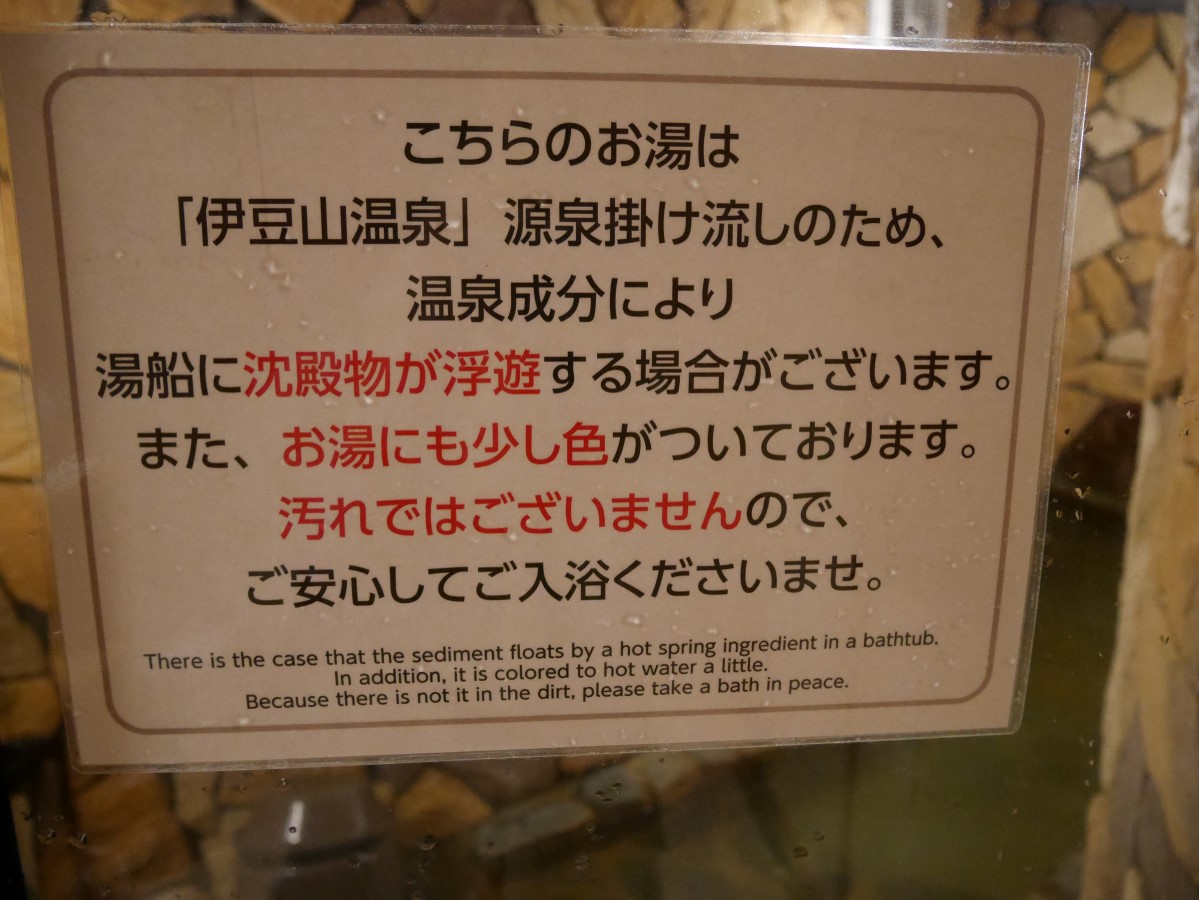 こちらのお湯は
「伊豆山温泉」源泉掛け流しのため、
温泉成分により
湯船に沈殿物が浮遊する場合がございます。
また、お湯にも少し色がついております。
汚れではございませんので、
ご安心してご入浴くださいませ。
There is the case that the sediment floats by a hot spring ingredient in a bathtub.
In addition, it is colored to hot water a little.
Because there is not it in the dirt, please take a bath in peace.